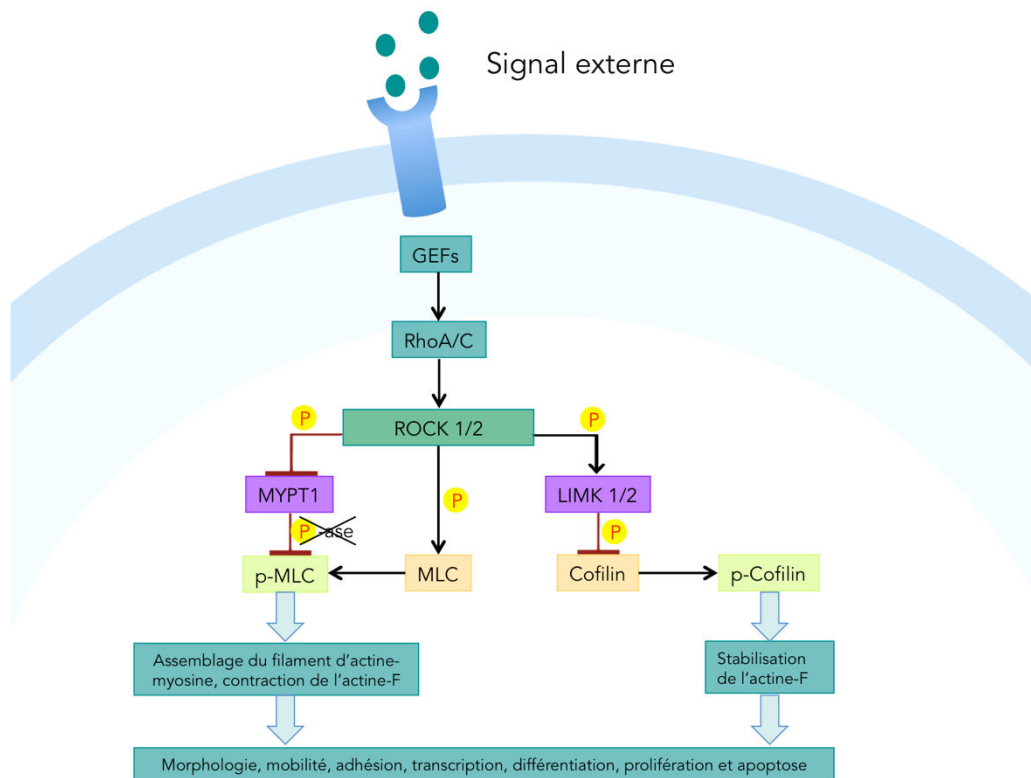 Signal externe
GEFs
RhoA/C
ROCK 1/2
P
P
MYPT1
P
LIMK 1/2
P -ase
P
p-MLC
MLC
Cofilin
p-Cofilin
Assemblage du filament d’actine-
myosine, contraction de l’actine-F
Stabilisation
de l’actine-F
Morphologie, mobilité, adhésion, transcription, différentiation, prolifération et apoptose